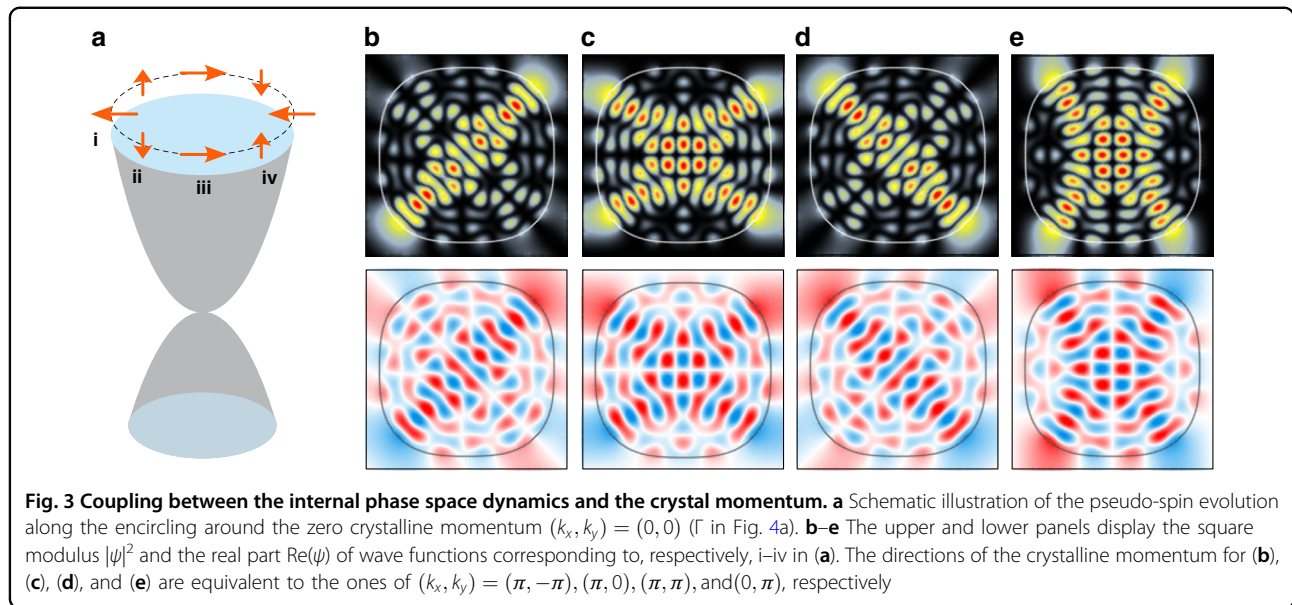 a
b
c
d
e
i
ii
iii
iv
Fig. 3 Coupling between the internal phase space dynamics and the crystal momentum. a Schematic illustration of the pseudo-spin evolution
along the encircling around the zero crystalline momentum (kₓ, kᵧ) = (0, 0) (Γ in Fig. 4a). b–e The upper and lower panels display the square
modulus |ψ|² and the real part Re(ψ) of wave functions corresponding to, respectively, i–iv in (a). The directions of the crystalline momentum for (b),
(c), (d), and (e) are equivalent to the ones of (kₓ, kᵧ) = (π, −π), (π, 0), (π, π), and(0, π), respectively